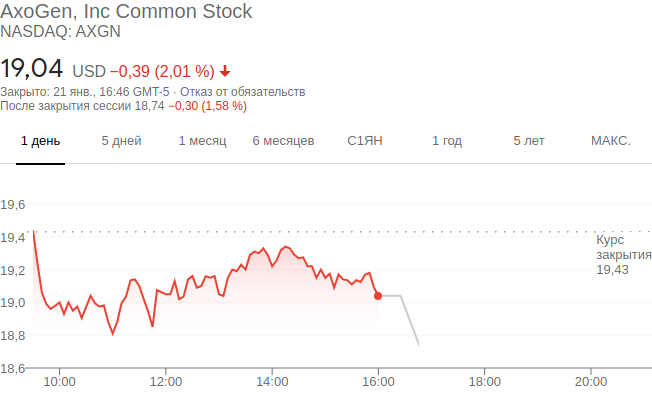 AxoGen, Inc Common Stock
NASDAQ: AXGN
19,04 USD −0,39 (2,01 %)
Закрыто: 21 янв., 16:46 GMT-5 · Отказ от обязательств
После закрытия сессии 18,74 −0,30 (1,58 %)
1 день 5 дней 1 месяц 6 месяцев С1ЯН 1 год 5 лет МАКС.
19,6
19,4
Курс
закрытия
19,2 19,43
19,0
18,8
18,6
10:00 12:00 14:00 16:00 18:00 20:00